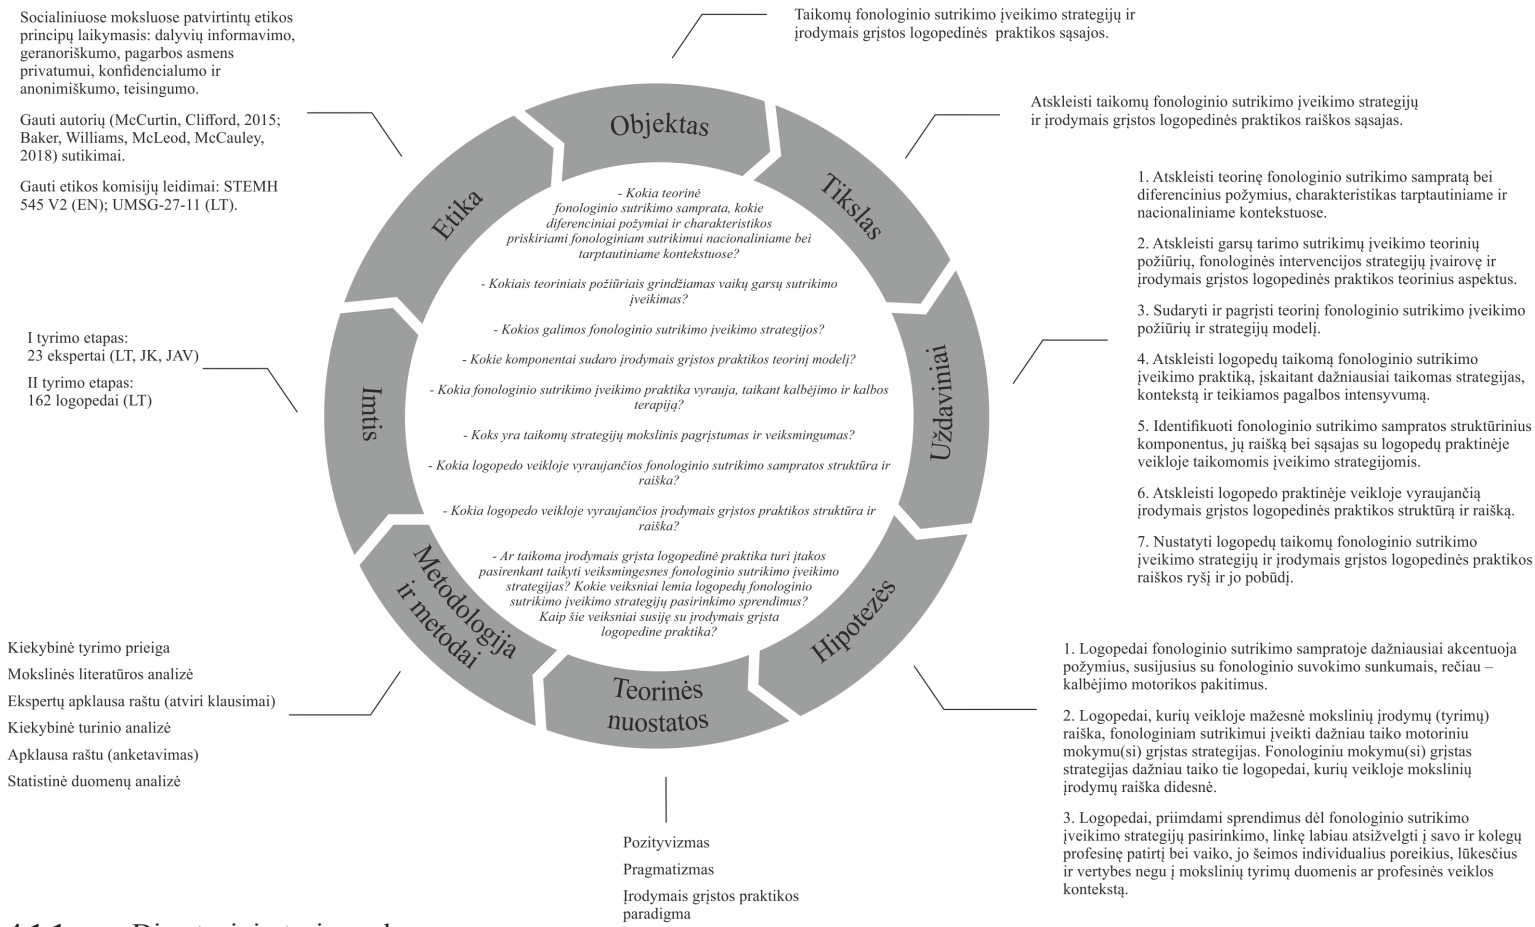 Socialiniuose moksluose patvirtintų etikos
principų laikymasis: dalyvių informavimo,
geranoriškumo, pagarbos asmens
privatumui, konfidencialumo ir
anonimiškumo, teisingumo.
Gauti autorių (McCurtin, Clifford, 2015;
Baker, Williams, McLeod, McCauley,
2018) sutikimai.
Gauti etikos komisijų leidimai: STEMH
545 V2 (EN); UMSG-27-11 (LT).
Taikomų fonologinio sutrikimo įveikimo strategijų ir
įrodymais grįstos logopedinės praktikos sąsajos.
Atskleisti taikomų fonologinio sutrikimo įveikimo strategijų
ir įrodymais grįstos logopedinės praktikos raiškos sąsajas.
1. Atskleisti teorinę fonologinio sutrikimo sampratą bei
diferencinius požymius, charakteristikas tarptautiniame ir
nacionaliniame kontekstuose.
2. Atskleisti garsų tarimo sutrikimų įveikimo teorinių
požiūrių, fonologinės intervencijos strategijų įvairovę ir
įrodymais grįstos logopedinės praktikos teorinius aspektus.
3. Sudaryti ir pagrįsti teorinį fonologinio sutrikimo įveikimo
požiūrių ir strategijų modelį.
4. Atskleisti logopedų taikomą fonologinio sutrikimo
įveikimo praktiką, įskaitant dažniausiai taikomas strategijas,
kontekstą ir teikiamos pagalbos intensyvumą.
5. Identifikuoti fonologinio sutrikimo sampratos struktūrinius
komponentus, jų raišką bei sąsajas su logopedų praktinėje
veikloje taikomomis įveikimo strategijomis.
6. Atskleisti logopedo praktinėje veikloje vyraujančią
įrodymais grįstos logopedinės praktikos struktūrą ir raišką.
7. Nustatyti logopedų taikomų fonologinio sutrikimo
įveikimo strategijų ir įrodymais grįstos logopedinės praktikos
raiškos ryšį ir jo pobūdį.
Objektas
Tikslas
Uždaviniai
Hipotezės
Teorinės
nuostatos
Metodologija
ir metodai
Imtis
Etika
- Kokia teorinė
fonologinio sutrikimo samprata, kokie
diferenciniai požymiai ir charakteristikos
priskiriami fonologiniam sutrikimui nacionaliniame bei
tarptautiniame kontekstuose?
- Kokiais teoriniais požiūriais grindžiamas vaikų garsų sutrikimo
įveikimas?
- Kokios galimos fonologinio sutrikimo įveikimo strategijos?
- Kokie komponentai sudaro įrodymais grįstos praktikos teorinį modelį?
- Kokia fonologinio sutrikimo įveikimo praktika vyrauja, taikant kalbėjimo ir kalbos
terapiją?
- Koks yra taikomų strategijų mokslinis pagrįstumas ir veiksmingumas?
- Kokia logopedo veikloje vyraujančios fonologinio sutrikimo sampratos struktūra ir
raiška?
- Kokia logopedo veikloje vyraujančios įrodymais grįstos praktikos struktūra ir
raiška?
- Ar taikoma įrodymais grįsta logopedinė praktika turi įtakos
pasirenkant taikyti veiksmingesnes fonologinio sutrikimo įveikimo
strategijas? Kokie veiksniai lemia logopedų fonologinio
sutrikimo įveikimo strategijų pasirinkimo sprendimus?
Kaip šie veiksniai susiję su įrodymais grįsta
logopedine praktika?
I tyrimo etapas:
23 ekspertai (LT, JK, JAV)
II tyrimo etapas:
162 logopedai (LT)
Kiekybinė tyrimo prieiga
Mokslinės literatūros analizė
Ekspertų apklausa raštu (atviri klausimai)
Kiekybinė turinio analizė
Apklausa raštu (anketavimas)
Statistinė duomenų analizė
1. Logopedai fonologinio sutrikimo sampratoje dažniausiai akcentuoja
požymius, susijusius su fonologinio suvokimo sunkumais, rečiau –
kalbėjimo motorikos pakitimus.
2. Logopedai, kurių veikloje mažesnė mokslinių įrodymų (tyrimų)
raiška, fonologiniam sutrikimui įveikti dažniau taiko motoriniu
mokymu(si) grįstas strategijas. Fonologiniu mokymu(si) grįstas
strategijas dažniau taiko tie logopedai, kurių veikloje mokslinių
įrodymų raiška didesnė.
3. Logopedai, priimdami sprendimus dėl fonologinio sutrikimo
įveikimo strategijų pasirinkimo, linkę labiau atsižvelgti į savo ir kolegų
profesinę patirtį bei vaiko, jo šeimos individualius poreikius, lūkesčius
ir vertybes negu į mokslinių tyrimų duomenis ar profesinės veiklos
kontekstą.
Pozityvizmas
Pragmatizmas
Įrodymais grįstos praktikos
paradigma